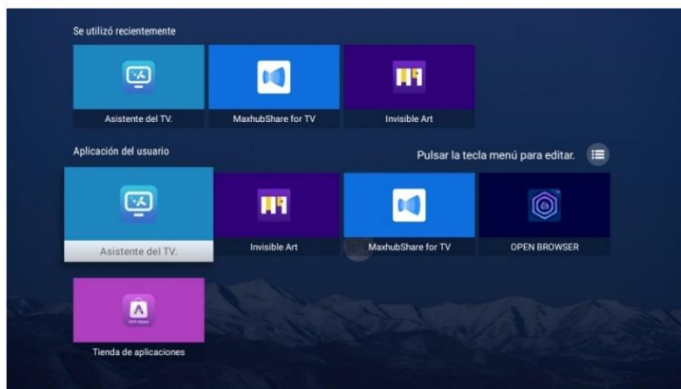 Se utilizó recientemente
Asistente del TV.
MaxhubShare for TV
Invisible Art
Aplicación del usuario
Pulsar la tecla menú para editar.
Asistente del TV.
Invisible Art
MaxhubShare for TV
OPEN BROWSER
Tienda de aplicaciones